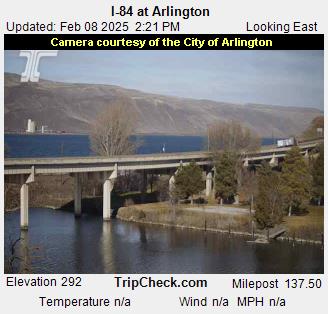 I-84 at Arlington
Updated: Feb 08 2025 2:21 PM Looking East
Camera courtesy of the City of Arlington
Elevation 292 TripCheck.com Milepost 137.50
Temperature n/a Wind n/a MPH n/a